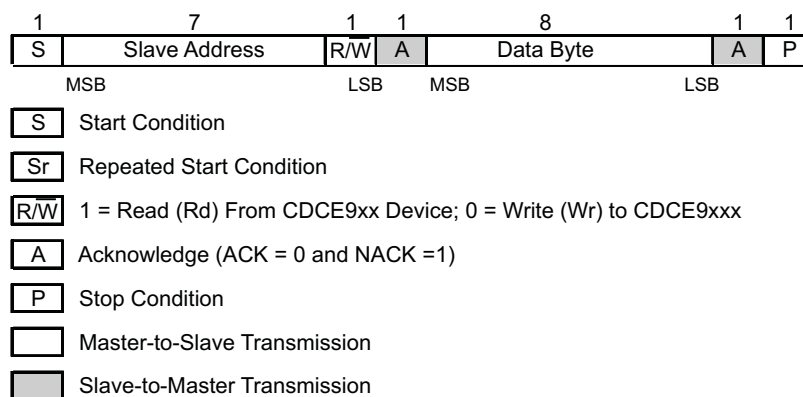 1 7 1 1 8 1 1
S Slave Address R/W̅ A Data Byte A P
MSB LSB MSB LSB
S Start Condition
Sr Repeated Start Condition
R/W̅ 1 = Read (Rd) From CDCE9xx Device; 0 = Write (Wr) to CDCE9xxx
A Acknowledge (ACK = 0 and NACK =1)
P Stop Condition
Master-to-Slave Transmission
Slave-to-Master Transmission